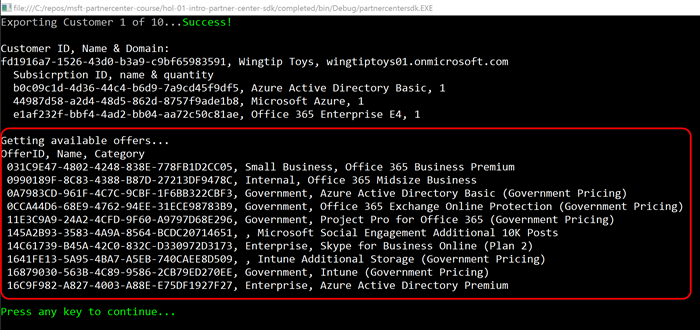 file:///C:/repos/msft-partnercenter-course/hol-01-intro-partner-center-sdk/completed/bin/Debug/partnercentersdk.EXE
Exporting Customer 1 of 10...Success!
Customer ID, Name & Domain:
fd1916a7-1526-43d0-b3a9-c9bf65983591, Wingtip Toys, wingtiptoys01.onmicrosoft.com
Subsicrption ID, name & quantity
b0c09c1d-4d36-44c4-b6d9-7a9cd45f9df5, Azure Active Directory Basic, 1
44987d58-a2d4-48d5-862d-8757f9ade1b8, Microsoft Azure, 1
e1af232f-bbf4-4ad2-bb04-aa72c50c81ae, Office 365 Enterprise E4, 1
Getting available offers...
OfferID, Name, Category
031C9E47-4802-4248-838E-778FB1D2CC05, Small Business, Office 365 Business Premium
0990189F-8C83-4388-B87D-27213DF9478C, Internal, Office 365 Midsize Business
0A7983CD-961F-4C7C-9CBF-1F6BB322CBF3, Government, Azure Active Directory Basic (Government Pricing)
0CCA44D6-68E9-4762-94EE-31ECE98783B9, Government, Office 365 Exchange Online Protection (Government Pricing)
11E3C9A9-24A2-4CFD-9F60-A9797D68E296, Government, Project Pro for Office 365 (Government Pricing)
145A2B93-3583-4A9A-8564-BCDC20714651, , Microsoft Social Engagement Additional 10K Posts
14C61739-B45A-42C0-832C-D330972D3173, Enterprise, Skype for Business Online (Plan 2)
1641FE13-5A95-4BA7-A5EB-740CAEE8D509, , Intune Additional Storage (Government Pricing)
16879030-563B-4C89-9586-2CB79ED270EE, Government, Intune (Government Pricing)
16C9F982-A827-4003-A88E-E75DF1927F27, Enterprise, Azure Active Directory Premium
Press any key to continue...